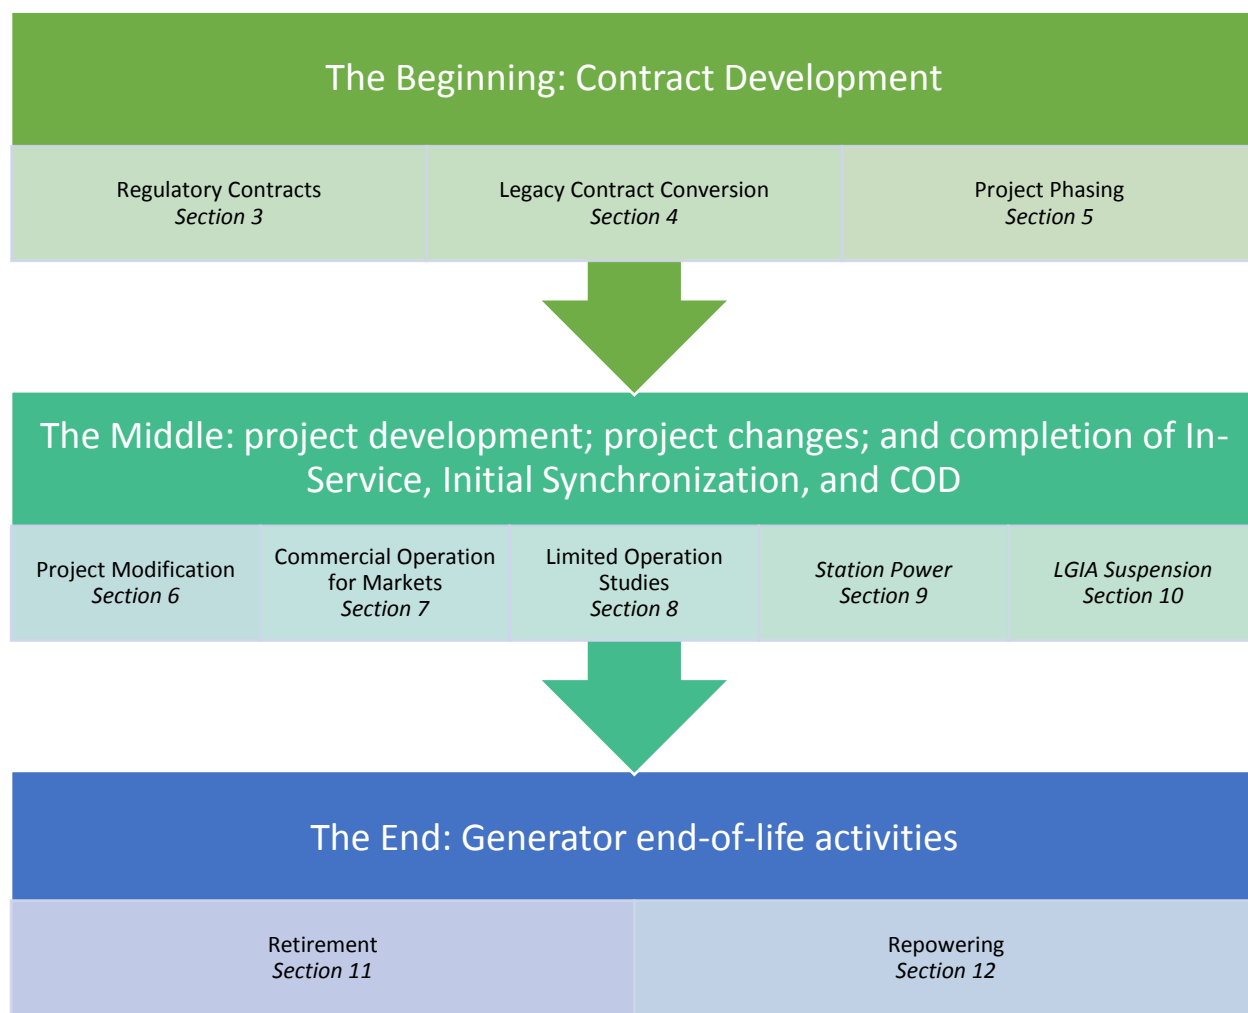 The Beginning: Contract Development
Regulatory Contracts
Section 3
Legacy Contract Conversion
Section 4
Project Phasing
Section 5
The Middle: project development; project changes; and completion of In-
Service, Initial Synchronization, and COD
Project Modification
Section 6
Commercial Operation
for Markets
Section 7
Limited Operation
Studies
Section 8
Station Power
Section 9
LGIA Suspension
Section 10
The End: Generator end-of-life activities
Retirement
Section 11
Repowering
Section 12